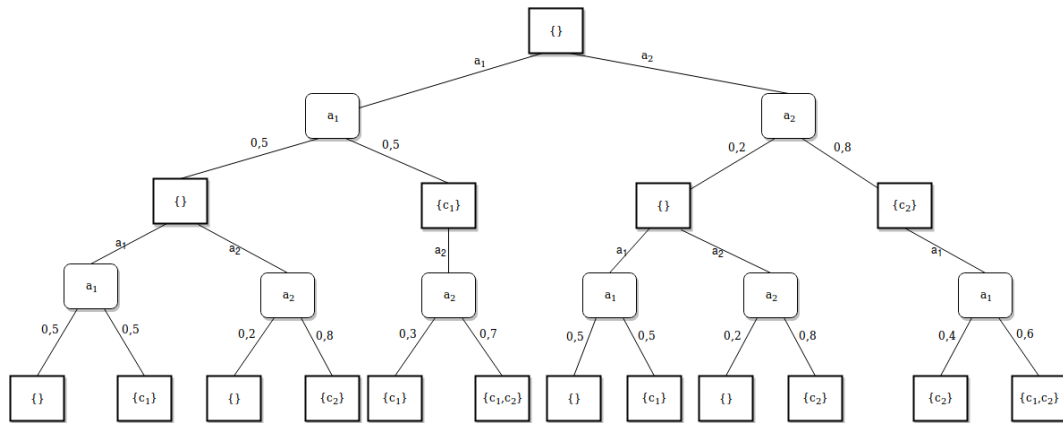 {}
a₁ a₂
a₁ a₂
0,5 0,5 0,2 0,8
{} {c₁} {} {c₂}
a₁ a₂ a₂ a₁ a₂ a₁
a₁ a₂ a₂ a₁ a₂ a₁
0,5 0,5 0,2 0,8 0,3 0,7 0,5 0,5 0,2 0,8 0,4 0,6
{} {c₁} {} {c₂} {c₁} {c₁,c₂} {} {c₁} {} {c₂} {c₂} {c₁,c₂}